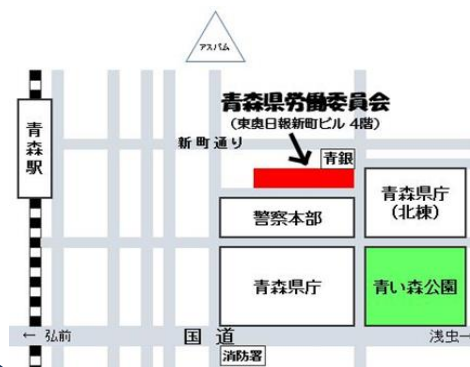 アスパム
青森県労働委員会
(東奥日報新町ビル 4階)
新町通り
青銀
青森駅
青森県庁
(北棟)
警察本部
青森県庁
青い森公園
← 弘前
国道
浅虫→
消防署